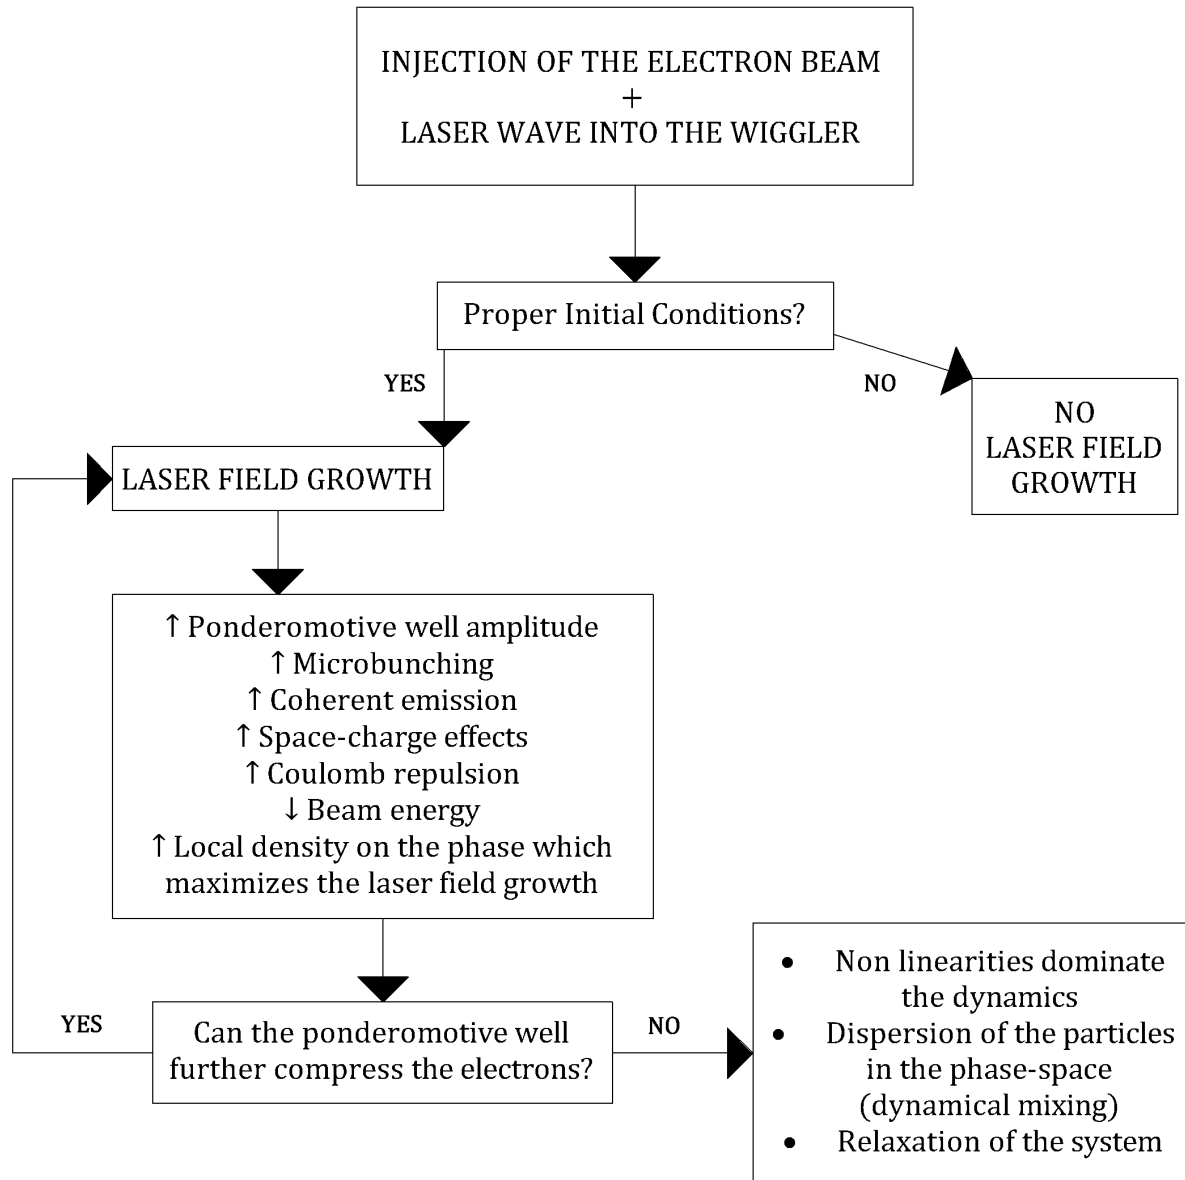 INJECTION OF THE ELECTRON BEAM
+
LASER WAVE INTO THE WIGGLER
Proper Initial Conditions?
YES
NO
NO
LASER FIELD
GROWTH
LASER FIELD GROWTH
↑ Ponderomotive well amplitude
↑ Microbunching
↑ Coherent emission
↑ Space-charge effects
↑ Coulomb repulsion
↓ Beam energy
↑ Local density on the phase which
maximizes the laser field growth
Can the ponderomotive well
further compress the electrons?
YES
NO
• Non linearities dominate
the dynamics
• Dispersion of the particles
in the phase-space
(dynamical mixing)
• Relaxation of the system